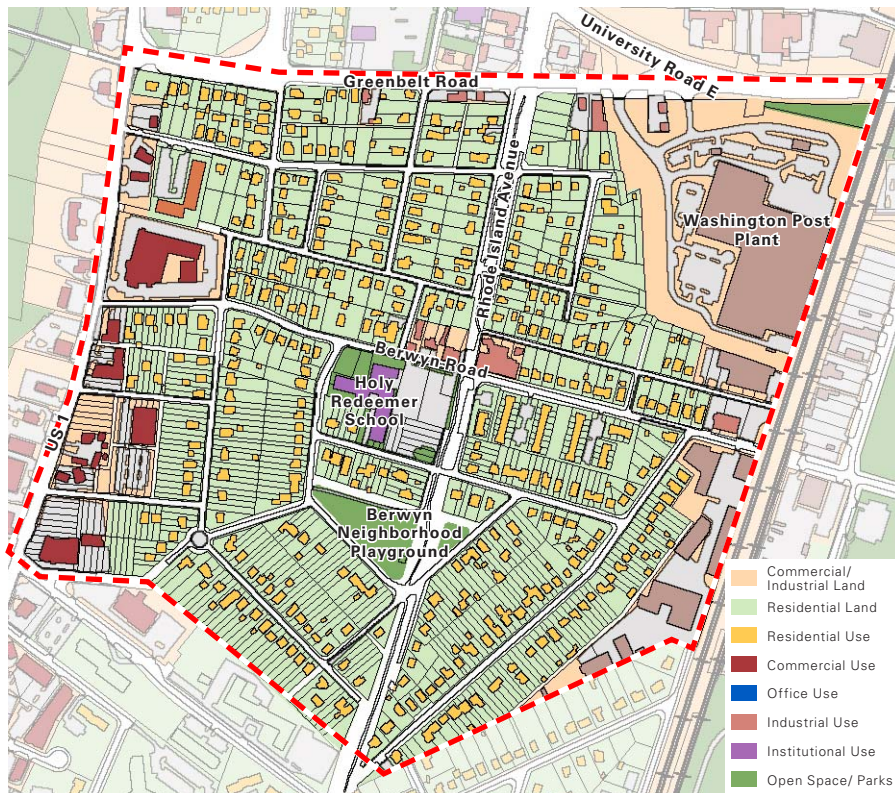 University Road E
Greenbelt Road
Rhode Island Avenue
Washington Post
Plant
Berwyn Road
Holy
Redeemer
School
US 1
Berwyn
Neighborhood
Playground
Commercial/
Industrial Land
Residential Land
Residential Use
Commercial Use
Office Use
Industrial Use
Institutional Use
Open Space/ Parks